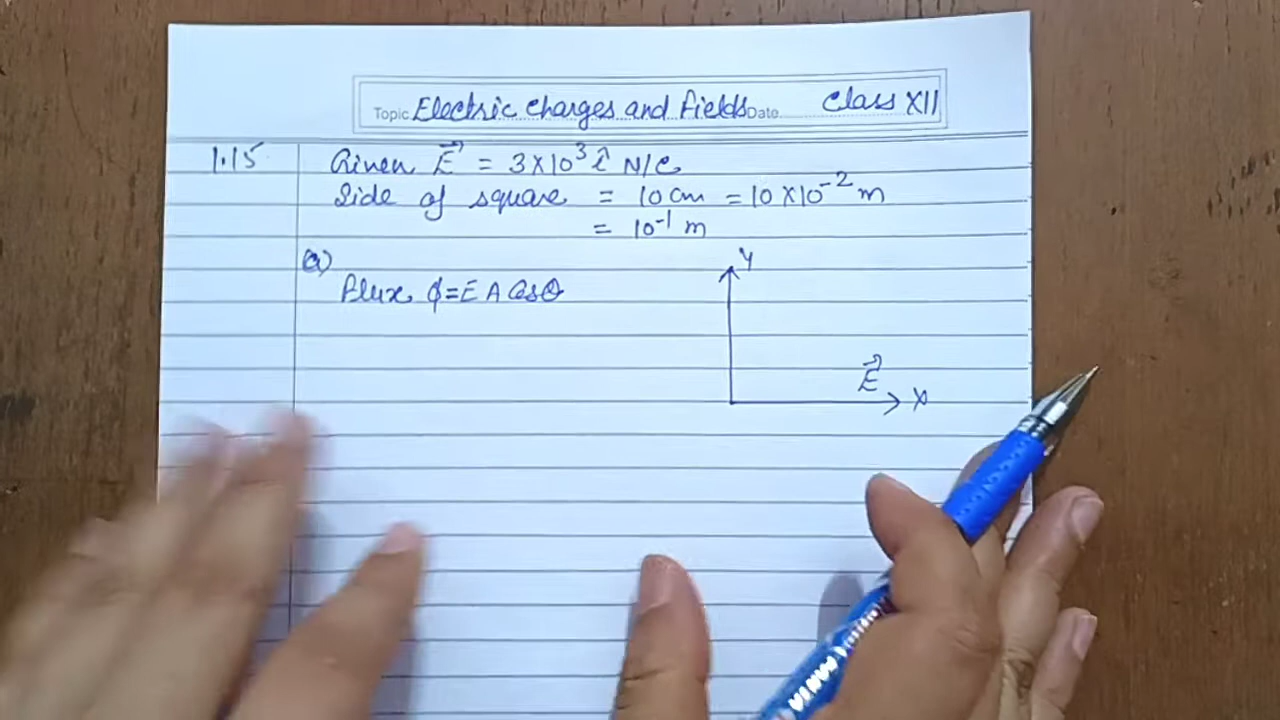 Topic Electric Charges and Fields Date Class XII
1.15 Given E⃗ = 3×10³ î N/C
Side of square = 10 cm = 10×10⁻² m
= 10⁻¹ m
(a)
Flux ϕ = E A Cosθ
Y
E⃗
X